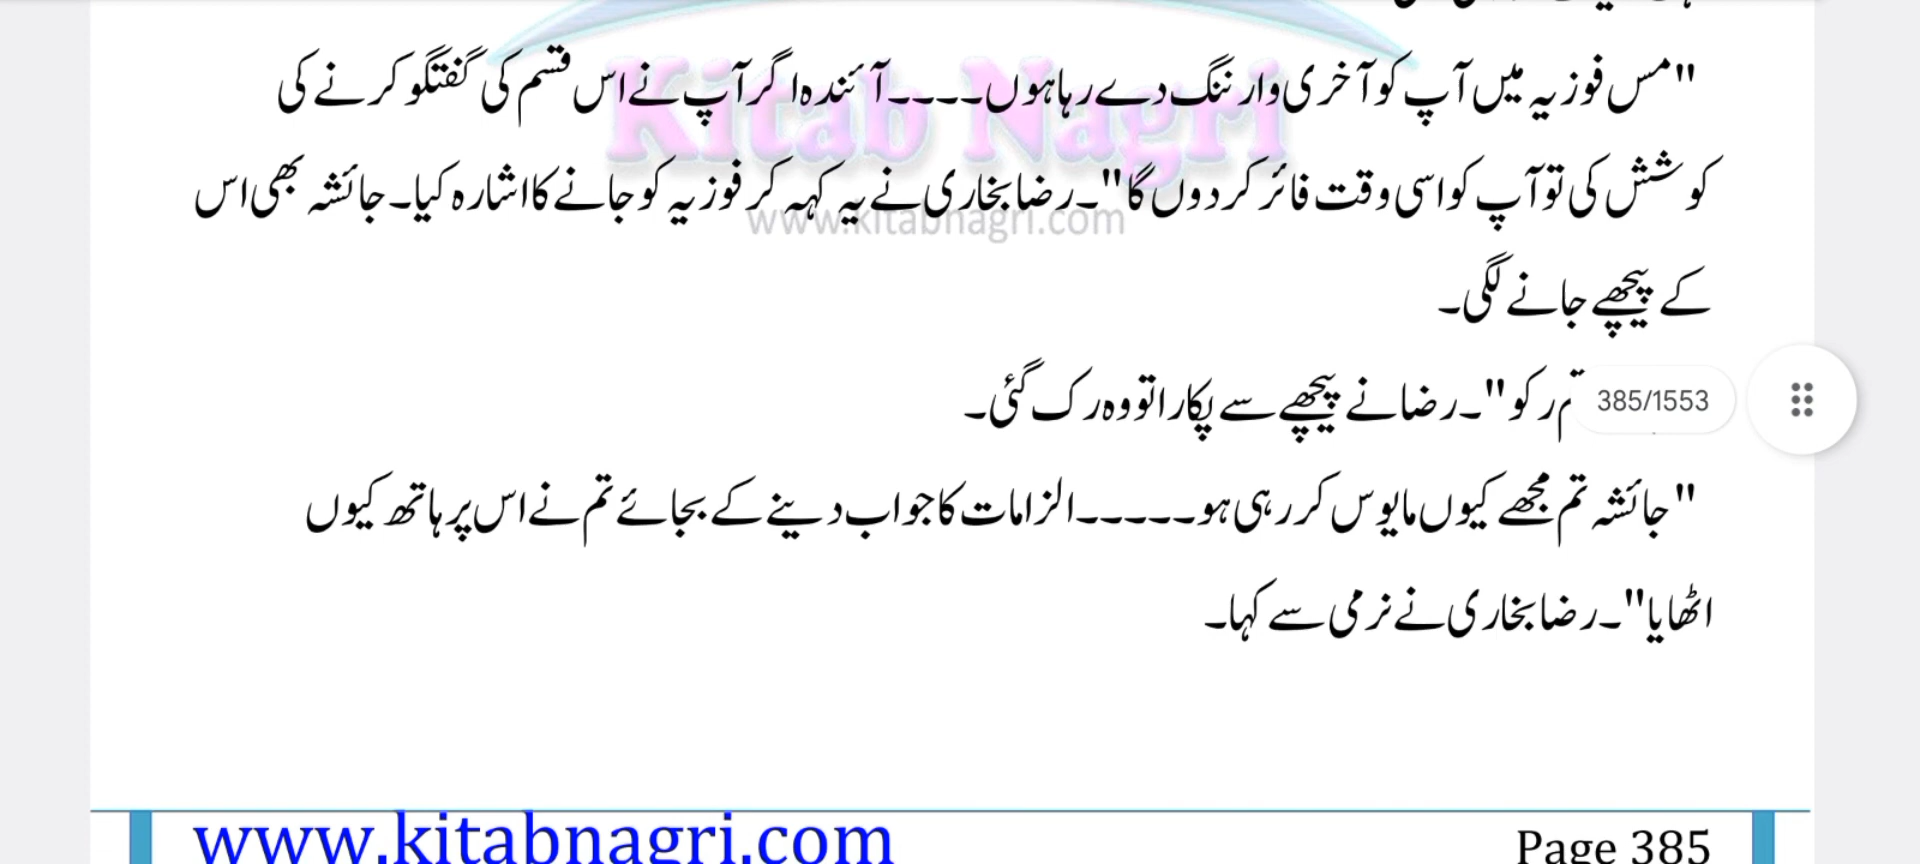 "مس فوزیہ میں آپ کو آخری وارننگ دے رہا ہوں۔۔۔۔ آئندہ اگر آپ نے اس قسم کی گفتگو کرنے کی
کوشش کی تو آپ کو اسی وقت فائر کر دوں گا"۔ رضا بخاری نے یہ کہہ کر فوزیہ کو جانے کا اشارہ کیا۔ جائشہ بھی اس
Kitab Nagri
www.kitabnagri.com
کے پیچھے جانے لگی۔
تم رکو"۔ رضا نے پیچھے سے پکارا تو وہ رک گئی۔
385/1553
"جائشہ تم مجھے کیوں مایوس کر رہی ہو۔۔۔۔۔ الزامات کا جواب دینے کے بجائے تم نے اس پر ہاتھ کیوں
اٹھایا"۔ رضا بخاری نے نرمی سے کہا۔
www.kitabnagri.com
Page 385